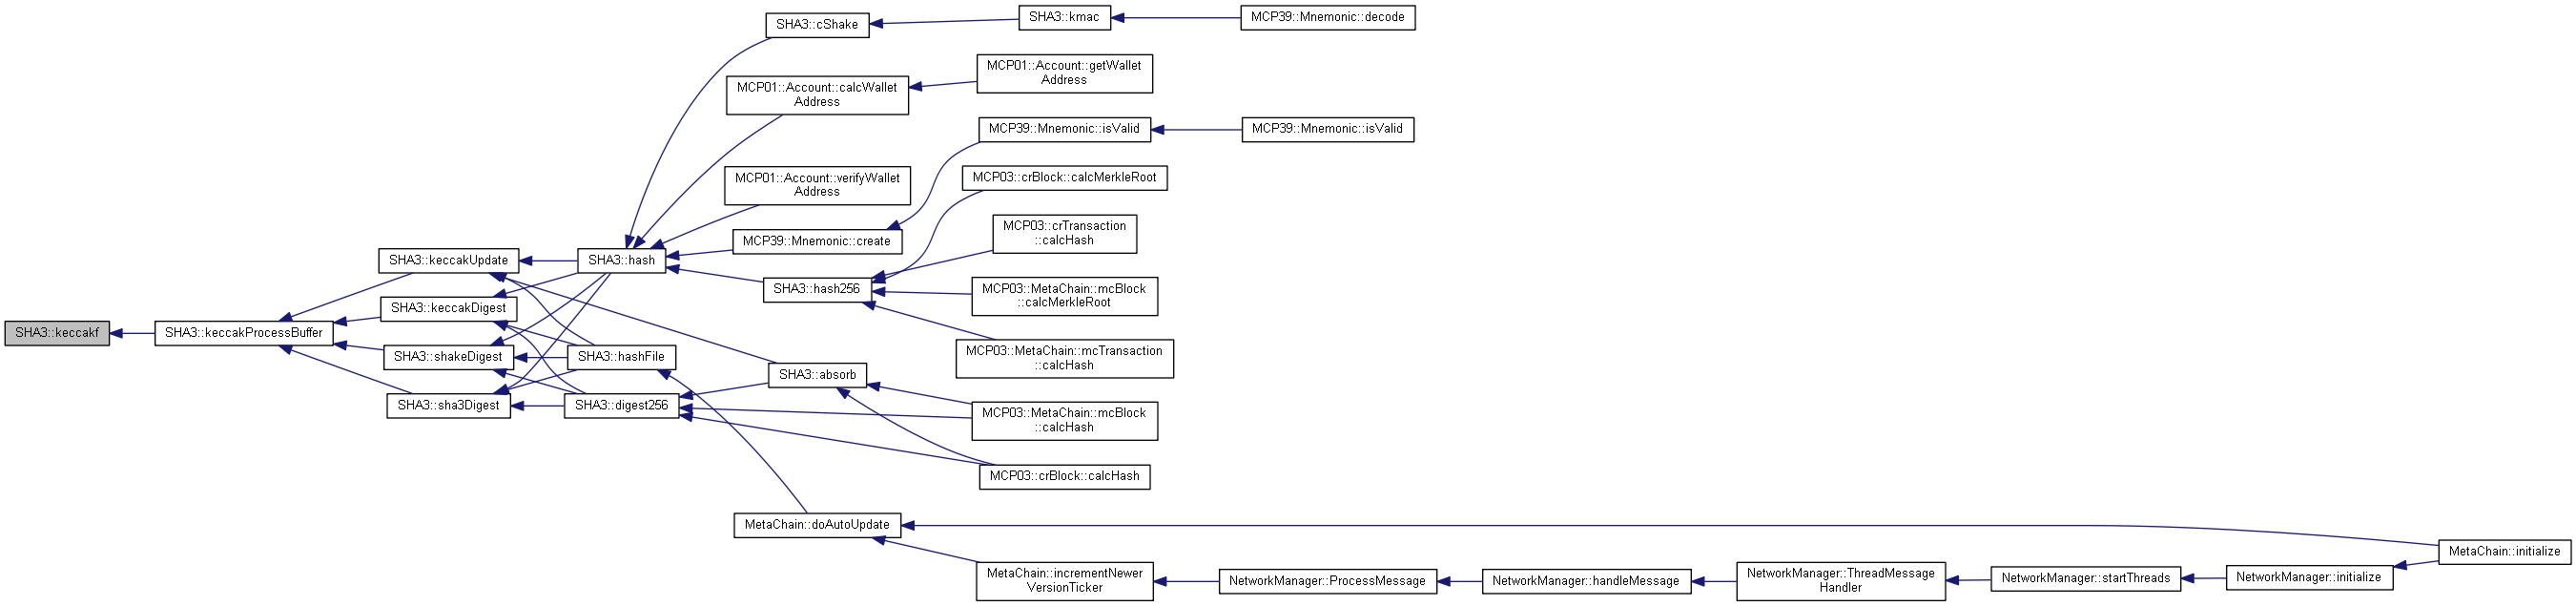 SHA3::cShake
SHA3::kmac
MCP39::Mnemonic::decode
MCP01::Account::calcWallet
Address
MCP01::Account::getWallet
Address
MCP39::Mnemonic::isValid
MCP39::Mnemonic::isValid
MCP01::Account::verifyWallet
Address
MCP03::crBlock::calcMerkleRoot
MCP39::Mnemonic::create
MCP03::crTransaction
::calcHash
SHA3::keccakUpdate
SHA3::hash
SHA3::hash256
MCP03::MetaChain::mcBlock
::calcMerkleRoot
SHA3::keccakDigest
SHA3::keccakf
SHA3::keccakProcessBuffer
SHA3::shakeDigest
SHA3::hashFile
MCP03::MetaChain::mcTransaction
::calcHash
SHA3::absorb
SHA3::sha3Digest
SHA3::digest256
MCP03::MetaChain::mcBlock
::calcHash
MCP03::crBlock::calcHash
MetaChain::doAutoUpdate
MetaChain::initialize
MetaChain::incrementNewer
VersionTicker
NetworkManager::ProcessMessage
NetworkManager::handleMessage
NetworkManager::ThreadMessage
Handler
NetworkManager::startThreads
NetworkManager::initialize